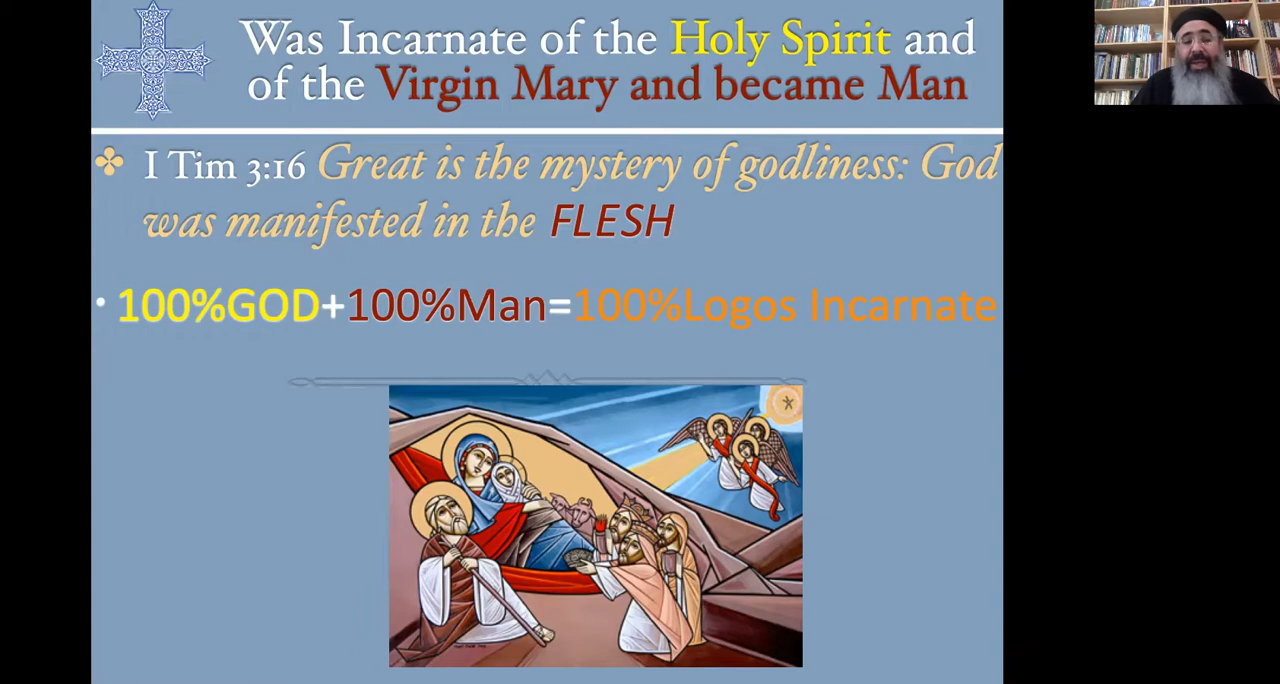 Was Incarnate of the Holy Spirit and
of the Virgin Mary and became Man
I Tim 3:16 Great is the mystery of godliness: God
was manifested in the FLESH
100%GOD+100%Man=100%Logos Incarnate